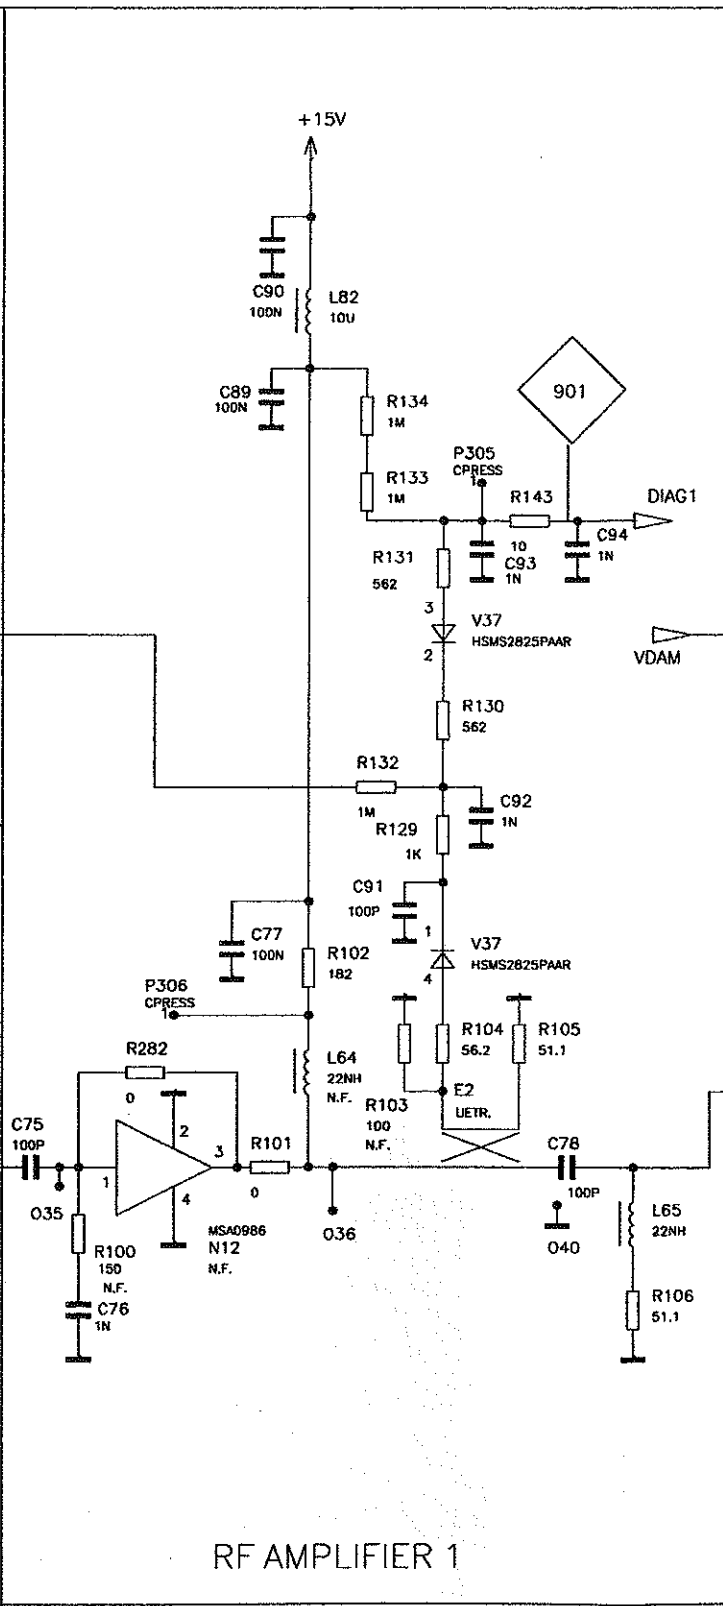 +15V
C90
100N
L82
10U
C89
100N
R134
1M
901
R133
1M
P305
CPRESS
1
R143
10
DIAG1
C93
1N
C94
1N
R131
562
3
V37
HSMS2825PAAR
2
VDAM
R130
562
R132
1M
C92
1N
R129
1K
C91
100P
1
V37
HSMS2825PAAR
4
C77
100N
R102
182
P306
CPRESS
1
R282
0
L64
22NH
N.F.
R104
56.2
R105
51.1
R103
100
N.F.
E2
UETR.
C75
100P
2
3
1
4
R101
0
C78
100P
O35
O36
O40
L65
22NH
R100
150
N.F.
MSA0986
N12
N.F.
C76
1N
R106
51.1
RF AMPLIFIER 1